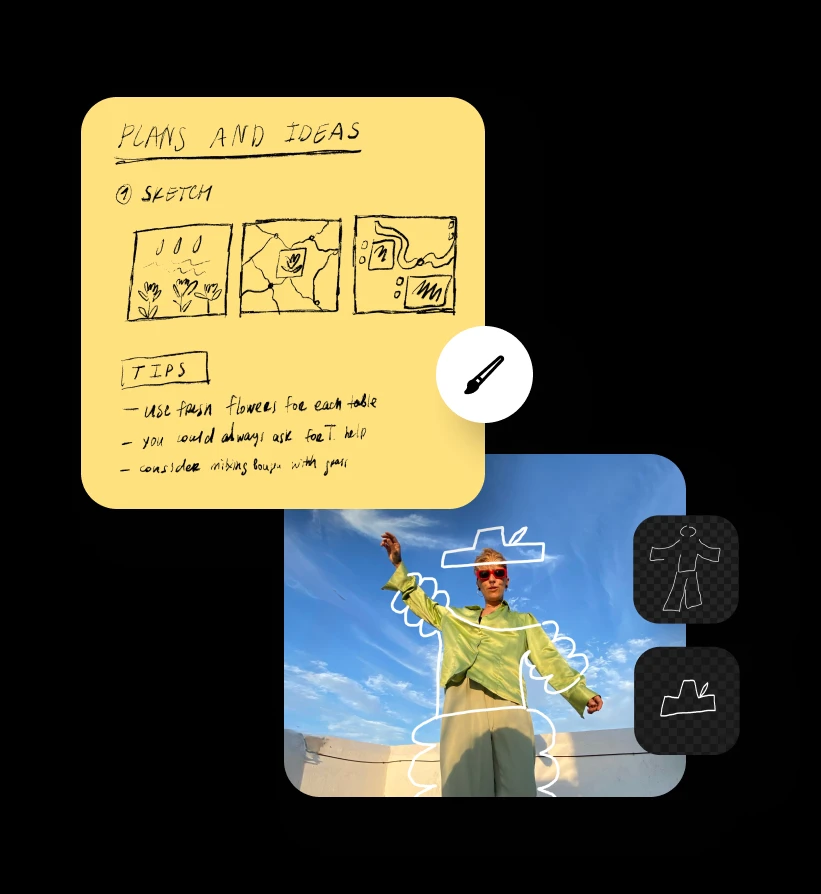 PLANS AND IDEAS
1 SKETCH
TIPS
— use fresh flowers for each table
— you could always ask for T. help
— consider mixing with grass